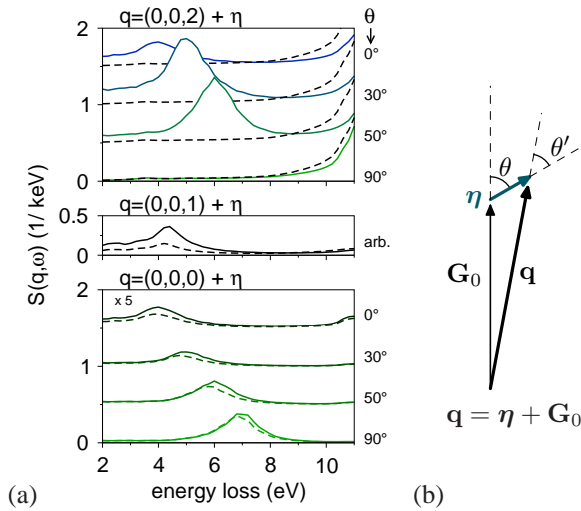 q=(0,0,2) + η
θ
0°
30°
50°
90°
2
1
0
q=(0,0,1) + η
0.5
0
arb.
q=(0,0,0) + η
x 5
0°
30°
50°
90°
2
1
0
2 4 6 8 10
energy loss (eV)
S(q,ω) (1/ keV)
(a)
θ θ′
η
G₀ q
q = η + G₀
(b)